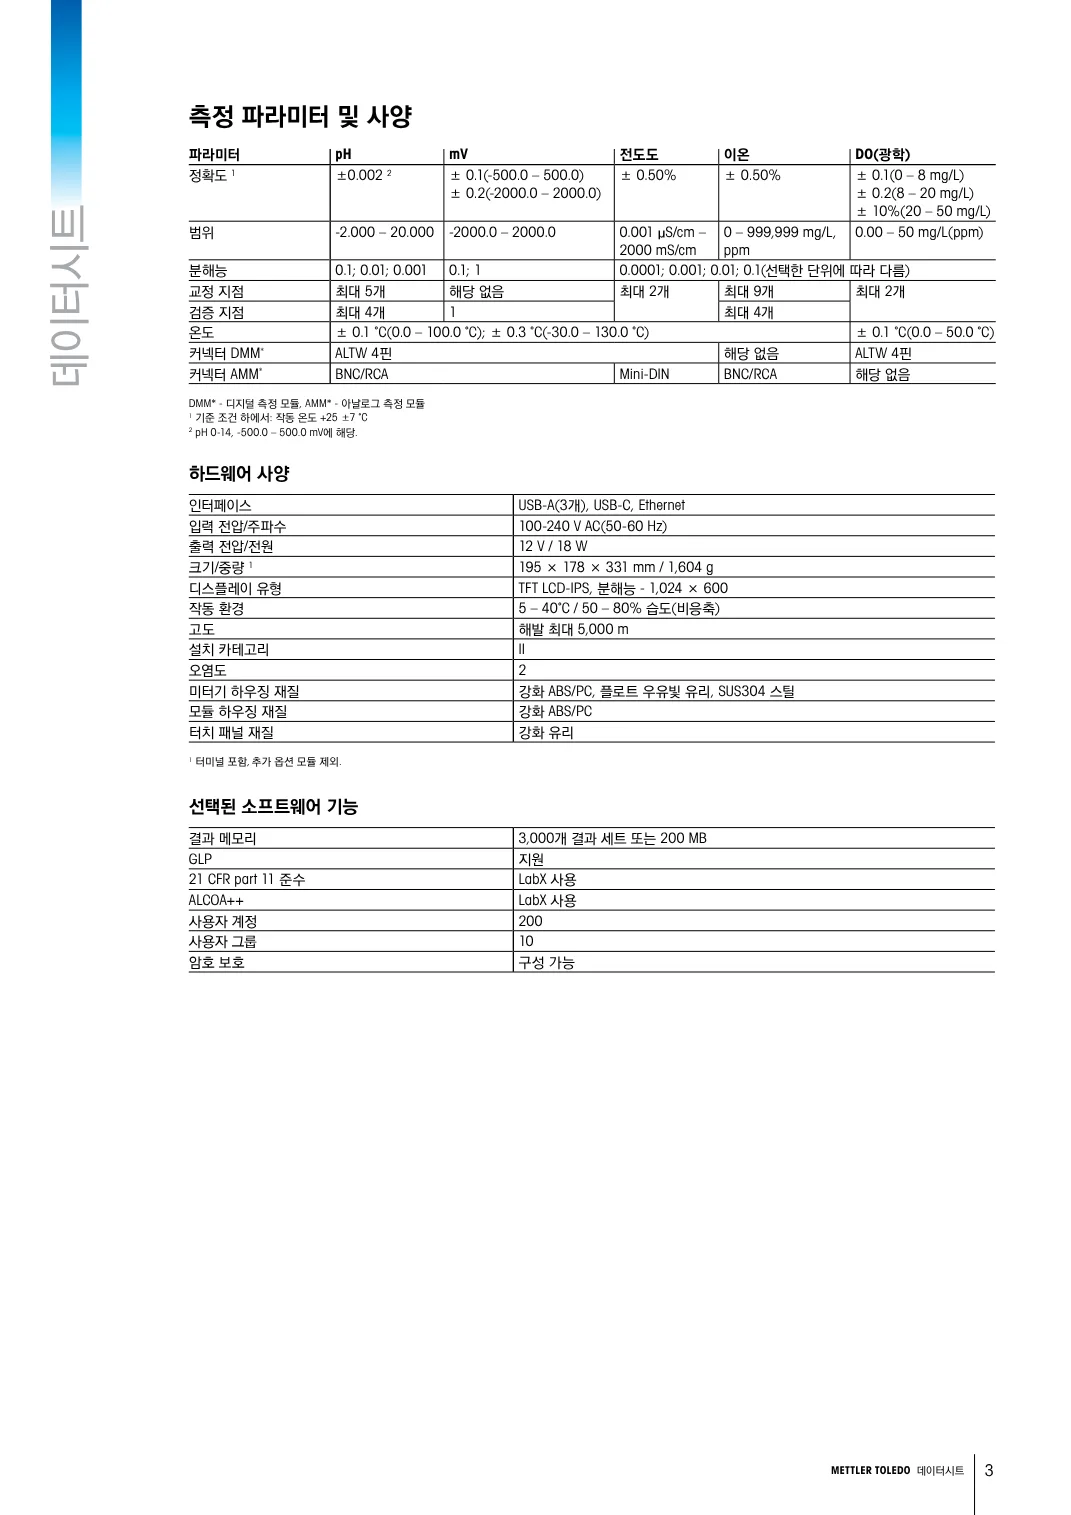 데이터시트
측정 파라미터 및 사양
파라미터 pH mV 전도도 이온 DO(광학)
정확도 1 ±0.002 2 ± 0.1(-500.0 – 500.0) ± 0.50% ± 0.50% ± 0.1(0 – 8 mg/L)
± 0.2(-2000.0 – 2000.0) ± 0.2(8 – 20 mg/L)
± 10%(20 – 50 mg/L)
범위 -2.000 – 20.000 -2000.0 – 2000.0 0.001 µS/cm – 0 – 999,999 mg/L, 0.00 – 50 mg/L(ppm)
2000 mS/cm ppm
분해능 0.1; 0.01; 0.001 0.1; 1 0.0001; 0.001; 0.01; 0.1(선택한 단위에 따라 다름)
교정 지점 최대 5개 해당 없음 최대 2개 최대 9개 최대 2개
검증 지점 최대 4개 1 최대 4개
온도 ± 0.1 °C(0.0 – 100.0 °C); ± 0.3 °C(-30.0 – 130.0 °C) ± 0.1 °C(0.0 – 50.0 °C)
커넥터 DMM* ALTW 4핀 해당 없음 ALTW 4핀
커넥터 AMM* BNC/RCA Mini-DIN BNC/RCA 해당 없음
DMM* - 디지털 측정 모듈, AMM* - 아날로그 측정 모듈
1 기준 조건 하에서: 작동 온도 +25 ±7 °C
2 pH 0-14, -500.0 – 500.0 mV에 해당.
하드웨어 사양
인터페이스 USB-A(3개), USB-C, Ethernet
입력 전압/주파수 100-240 V AC(50-60 Hz)
출력 전압/전원 12 V / 18 W
크기/중량 1 195 × 178 × 331 mm / 1,604 g
디스플레이 유형 TFT LCD-IPS, 분해능 - 1,024 × 600
작동 환경 5 – 40°C / 50 – 80% 습도(비응축)
고도 해발 최대 5,000 m
설치 카테고리 II
오염도 2
미터기 하우징 재질 강화 ABS/PC, 플로트 우유빛 유리, SUS304 스틸
모듈 하우징 재질 강화 ABS/PC
터치 패널 재질 강화 유리
1 터미널 포함, 추가 옵션 모듈 제외.
선택된 소프트웨어 기능
결과 메모리 3,000개 결과 세트 또는 200 MB
GLP 지원
21 CFR part 11 준수 LabX 사용
ALCOA++ LabX 사용
사용자 계정 200
사용자 그룹 10
암호 보호 구성 가능
METTLER TOLEDO 데이터시트 3